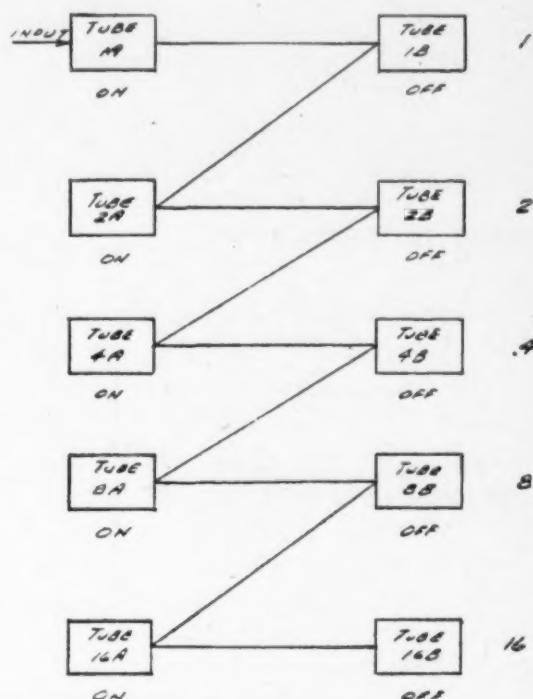 INPUT
TUBE
1A
ON
TUBE
1B
OFF
1
TUBE
2A
ON
TUBE
2B
OFF
2
TUBE
4A
ON
TUBE
4B
OFF
4
TUBE
8A
ON
TUBE
8B
OFF
8
TUBE
16A
ON
TUBE
16B
OFF
16